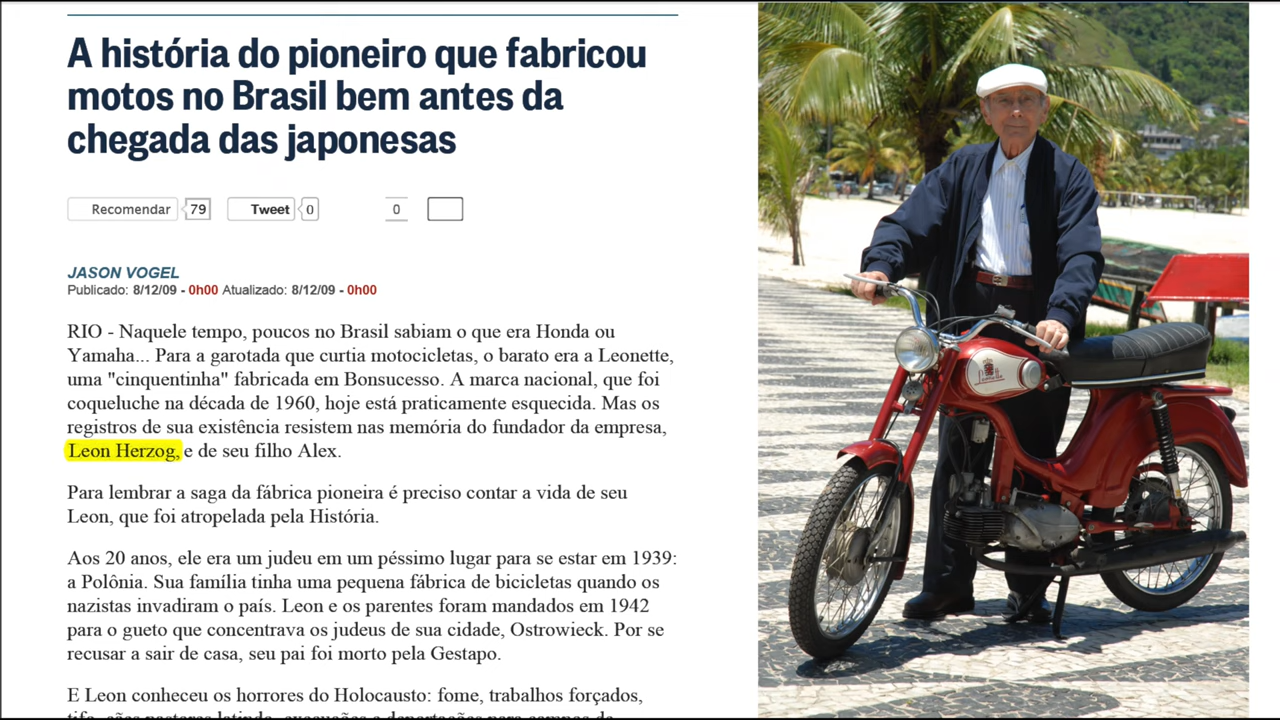 A história do pioneiro que fabricou
motos no Brasil bem antes da
chegada das japonesas
Recomendar 79 Tweet 0 0
JASON VOGEL
Publicado: 8/12/09 - 0h00 Atualizado: 8/12/09 - 0h00
RIO - Naquele tempo, poucos no Brasil sabiam o que era Honda ou
Yamaha... Para a garotada que curtia motocicletas, o barato era a Leonette,
uma "cinquentinha" fabricada em Bonsucesso. A marca nacional, que foi
coqueluche na década de 1960, hoje está praticamente esquecida. Mas os
registros de sua existência resistem nas memória do fundador da empresa,
Leon Herzog, e de seu filho Alex.
Para lembrar a saga da fábrica pioneira é preciso contar a vida de seu
Leon, que foi atropelada pela História.
Aos 20 anos, ele era um judeu em um péssimo lugar para se estar em 1939:
a Polônia. Sua família tinha uma pequena fábrica de bicicletas quando os
nazistas invadiram o país. Leon e os parentes foram mandados em 1942
para o gueto que concentrava os judeus de sua cidade, Ostrowieck. Por se
recusar a sair de casa, seu pai foi morto pela Gestapo.
E Leon conheceu os horrores do Holocausto: fome, trabalhos forçados,